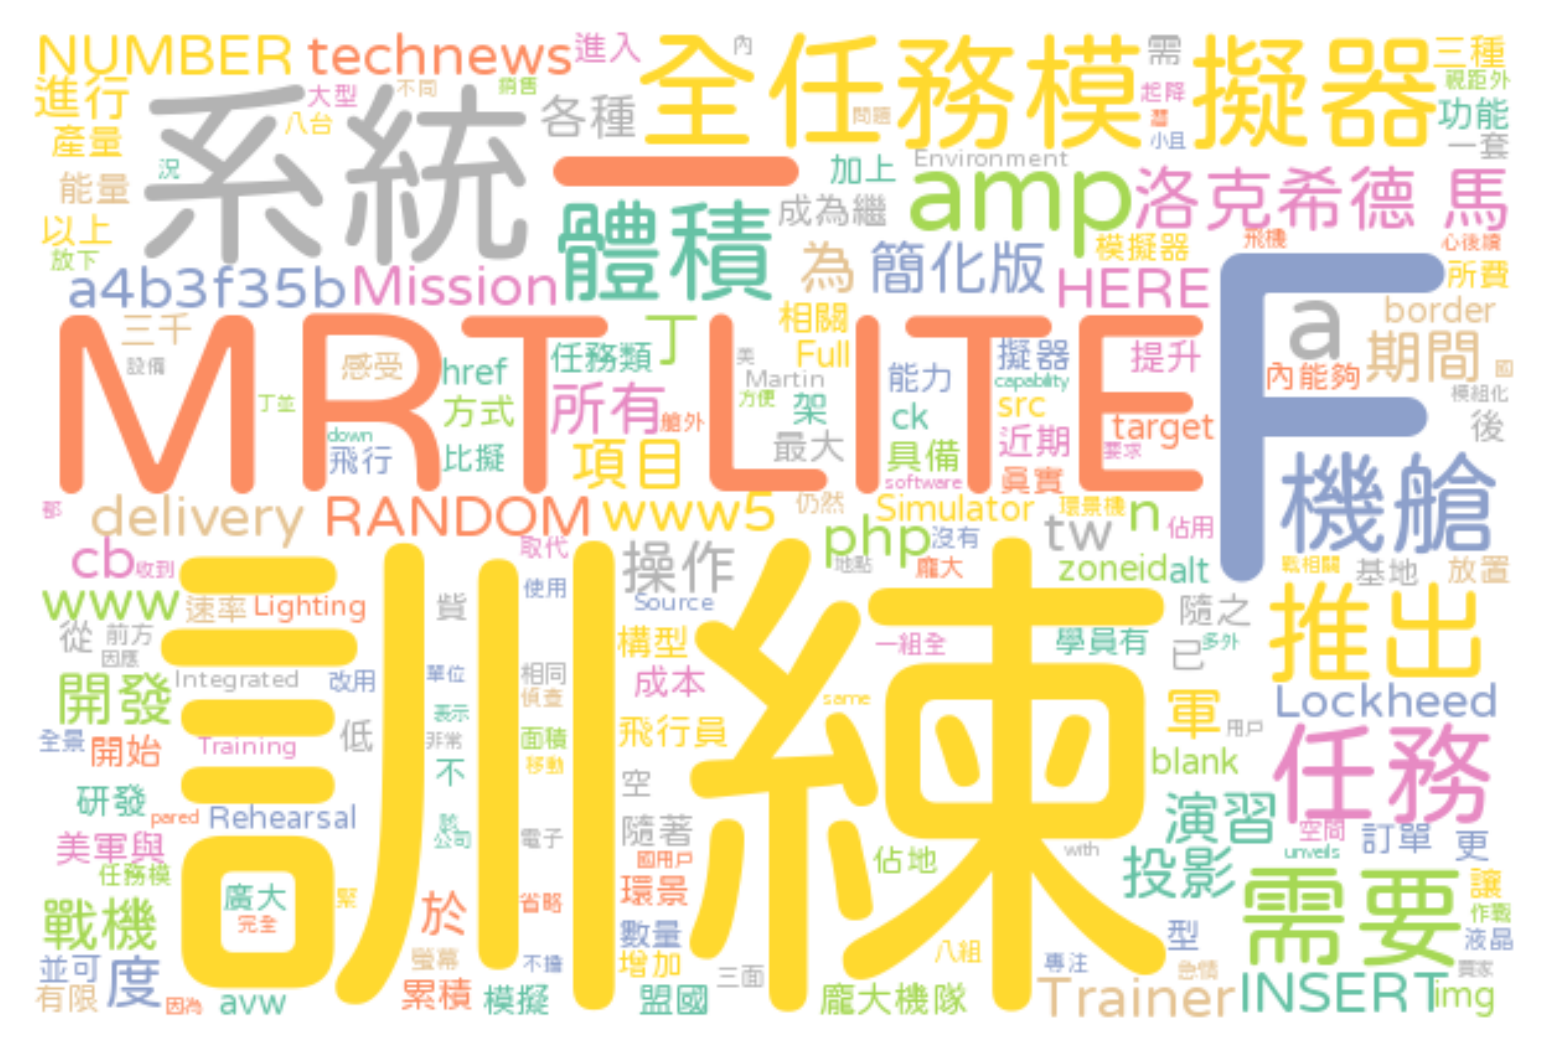 NUMBER technews 進入 全任務模擬器 內 需 三種
進行 大型 不同 銷售 系統 各種 問題 起降 視距外
產量 八台 小且 功能
能量 況 一 加上 Environment 一套
以上 體積 成為繼 amp 洛克希德 馬
放下 為 簡化版 模擬器 飛機 心後續
a4b3f35b Mission HERE F 所費
MRT LITE 三千 丁 相關 a border
設備 感受 href 任務類 Full 美 擬器 提升 期間 國
丁並 方式 所有 Martin 能力 capability 內能夠 模組化
down 艙外 方便 架 ck src target 後
飛行 比擬 項目 最大 具備 近期 要求 機艙
software 真實
都 delivery RANDOM www5 仍然 Simulator 環景機 n 佔用
cb 收到 取代 操作 php 沒有 tw
地點 龐大 zoneid alt 戰相關 基地 放置
www 速率 Lighting 使用 Source 隨之 推出
從 前方 因應 訓練 構型 一組全 學員有 已 多外
開發 Integrated 改用 單位 相同 成本 Lockheed
偵查 same
全景 開始 Training 低 表示 非常 面積 飛行員 軍 用戶
移動 不 空 blank 任務
研發 pared Rehearsal
美軍與 公司 電子 隨著 演習 空間 訂單 更
任務模 國用戶 with unveils
廣大 完全 緊 佔地 投影 需要 讓
戰機 於 省略 環景 作戰
數量 型 液晶
並可 度 螢幕 不擔 增加 三面 八組 專注 急情 買家
有限 因為 avw 累積 模擬 盟國 龐大機隊 Trainer INSERT img